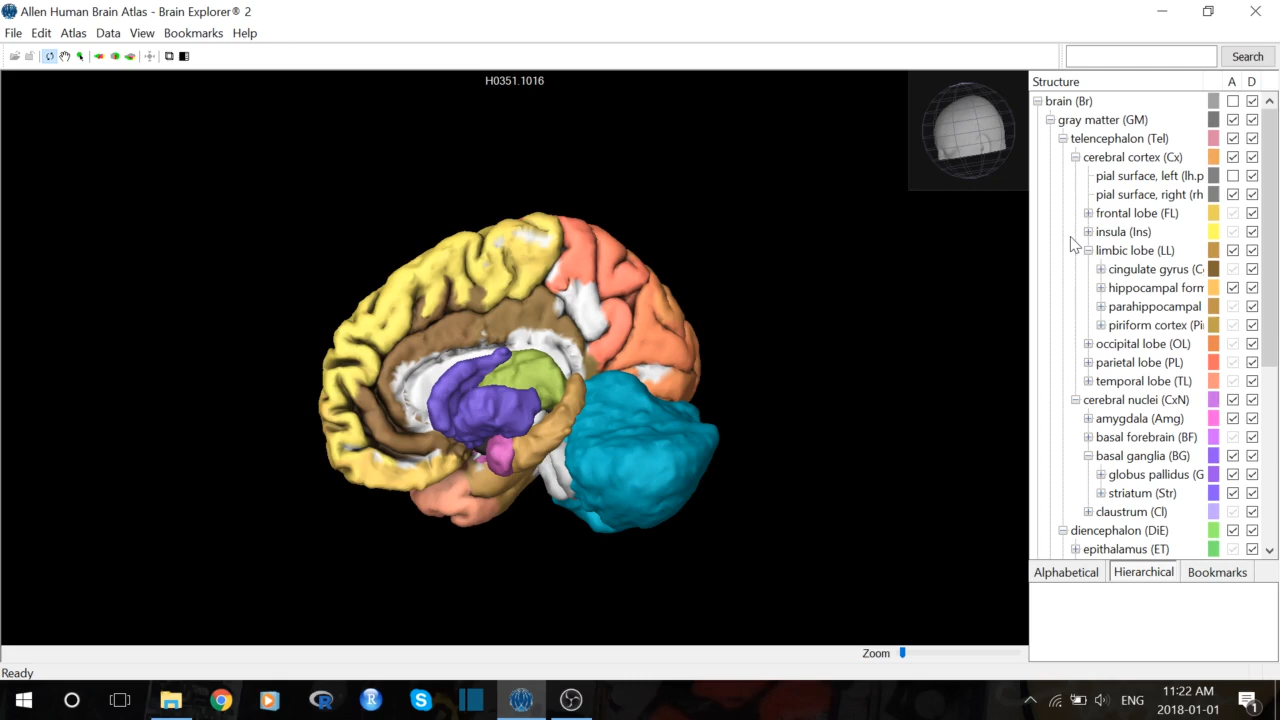 Allen Human Brain Atlas - Brain Explorer® 2
File Edit Atlas Data View Bookmarks Help
Search
H0351.1016
Structure A D
brain (Br)
gray matter (GM)
telencephalon (Tel)
cerebral cortex (Cx)
pial surface, left (lh.p
pial surface, right (rh
frontal lobe (FL)
insula (Ins)
limbic lobe (LL)
cingulate gyrus (C
hippocampal form
parahippocampal
piriform cortex (Pi
occipital lobe (OL)
parietal lobe (PL)
temporal lobe (TL)
cerebral nuclei (CxN)
amygdala (Amg)
basal forebrain (BF)
basal ganglia (BG)
globus pallidus (G
striatum (Str)
claustrum (Cl)
diencephalon (DiE)
epithalamus (ET)
Alphabetical Hierarchical Bookmarks
Zoom
Ready
ENG
11:22 AM
2018-01-01
1